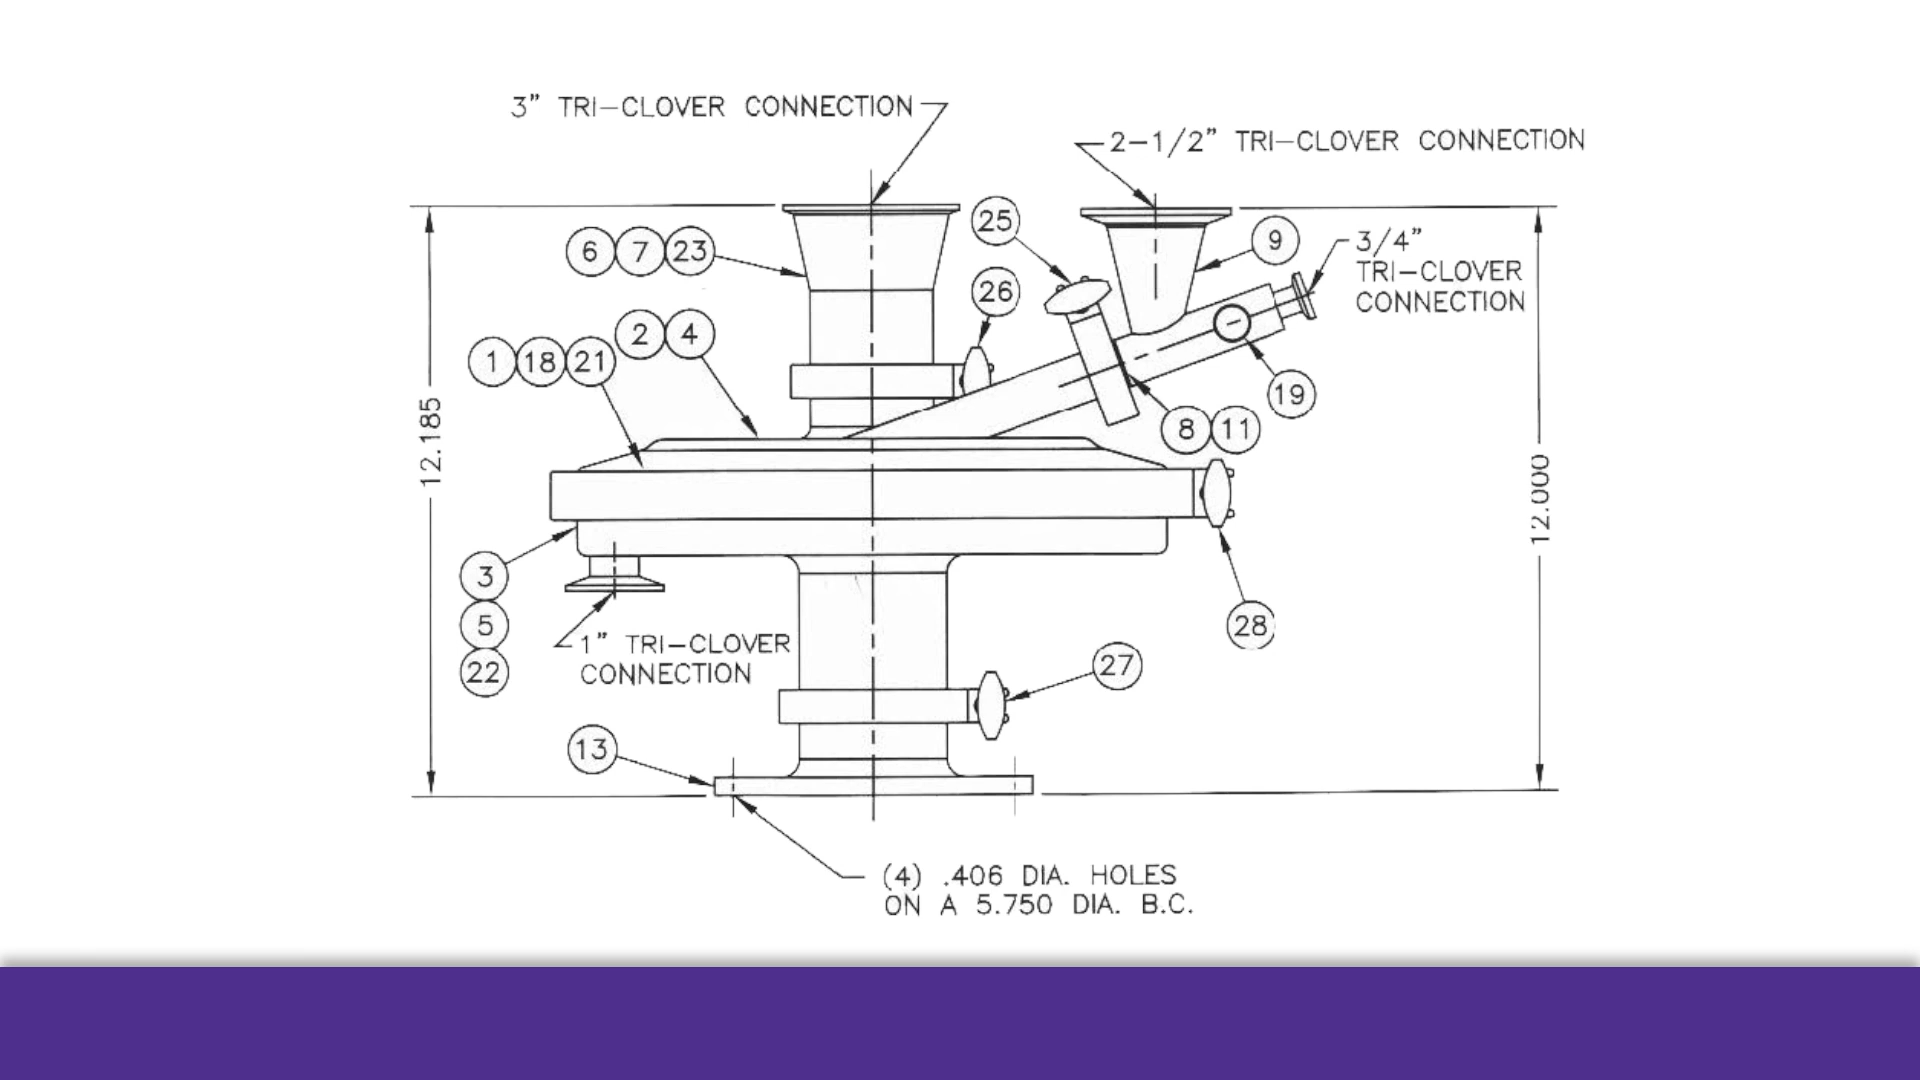 3" TRI-CLOVER CONNECTION
2-1/2" TRI-CLOVER CONNECTION
25
9
3/4"
TRI-CLOVER
CONNECTION
6 7 23
26
2 4
1 18 21
19
8 11
12.185
12.000
3
5
22
28
1" TRI-CLOVER
CONNECTION
27
13
(4) .406 DIA. HOLES
ON A 5.750 DIA. B.C.